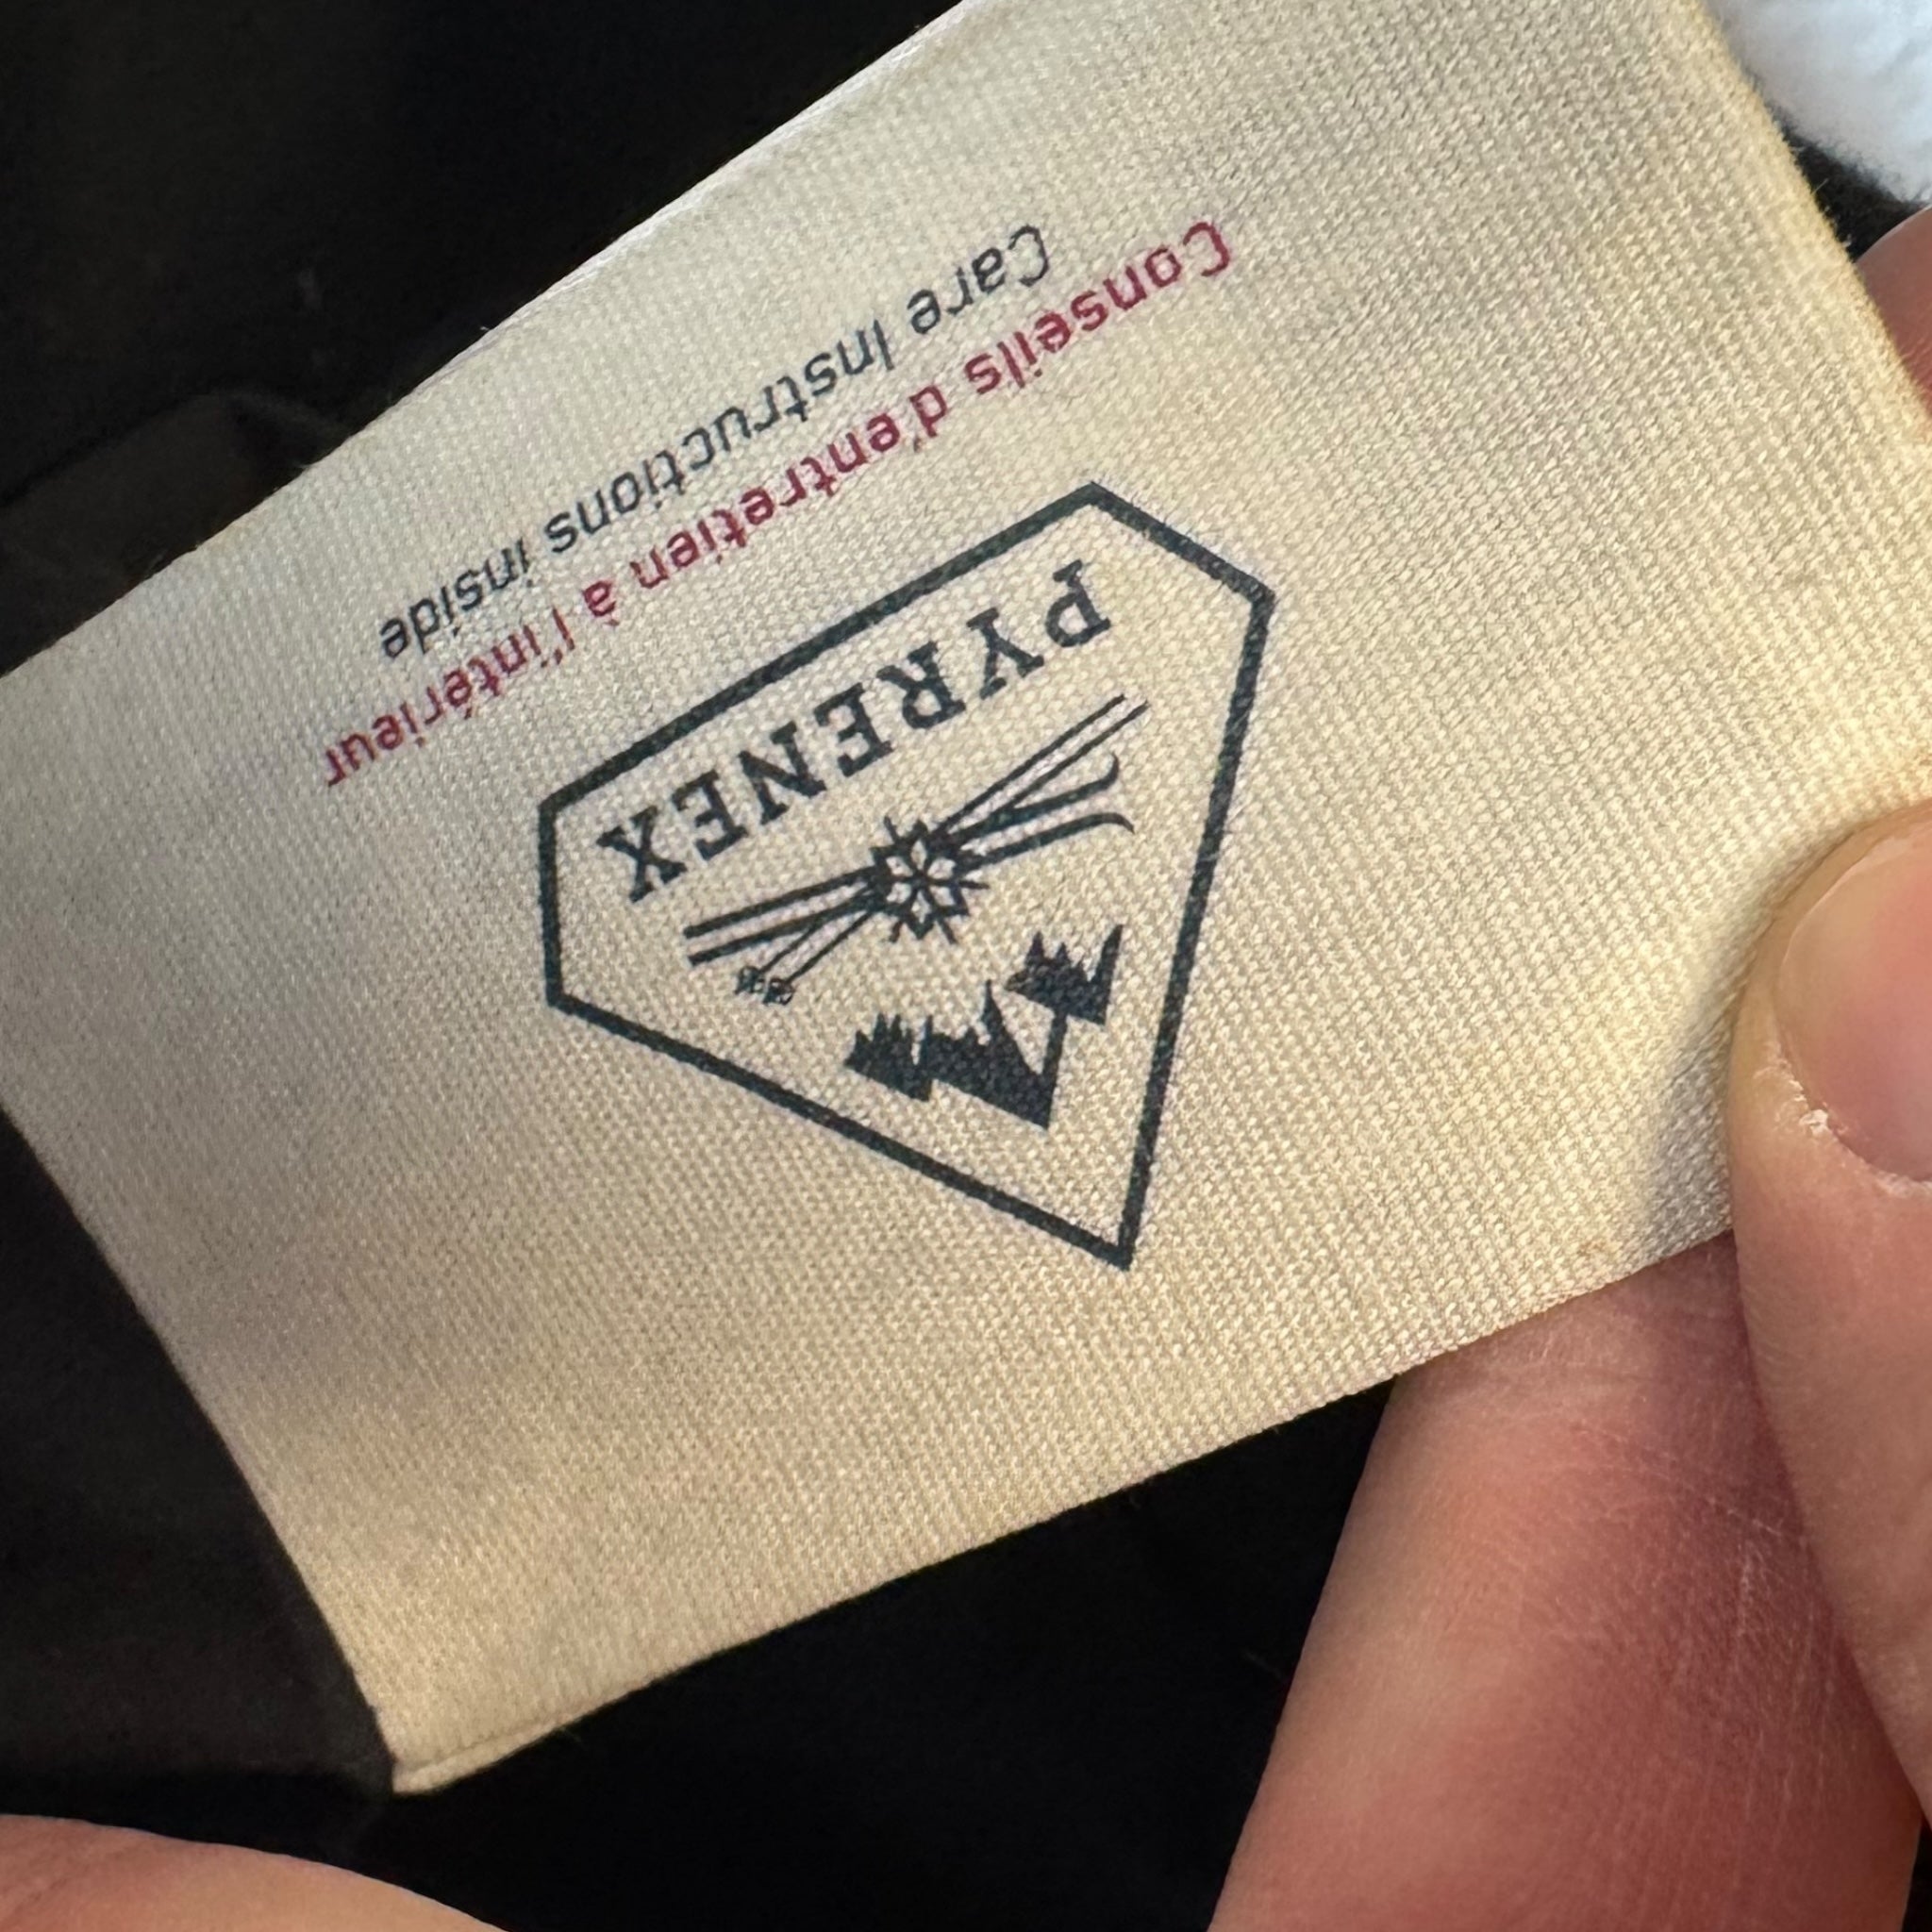 PYRENEX
Conseils d'entretien à l'intérieur
Care Instructions inside